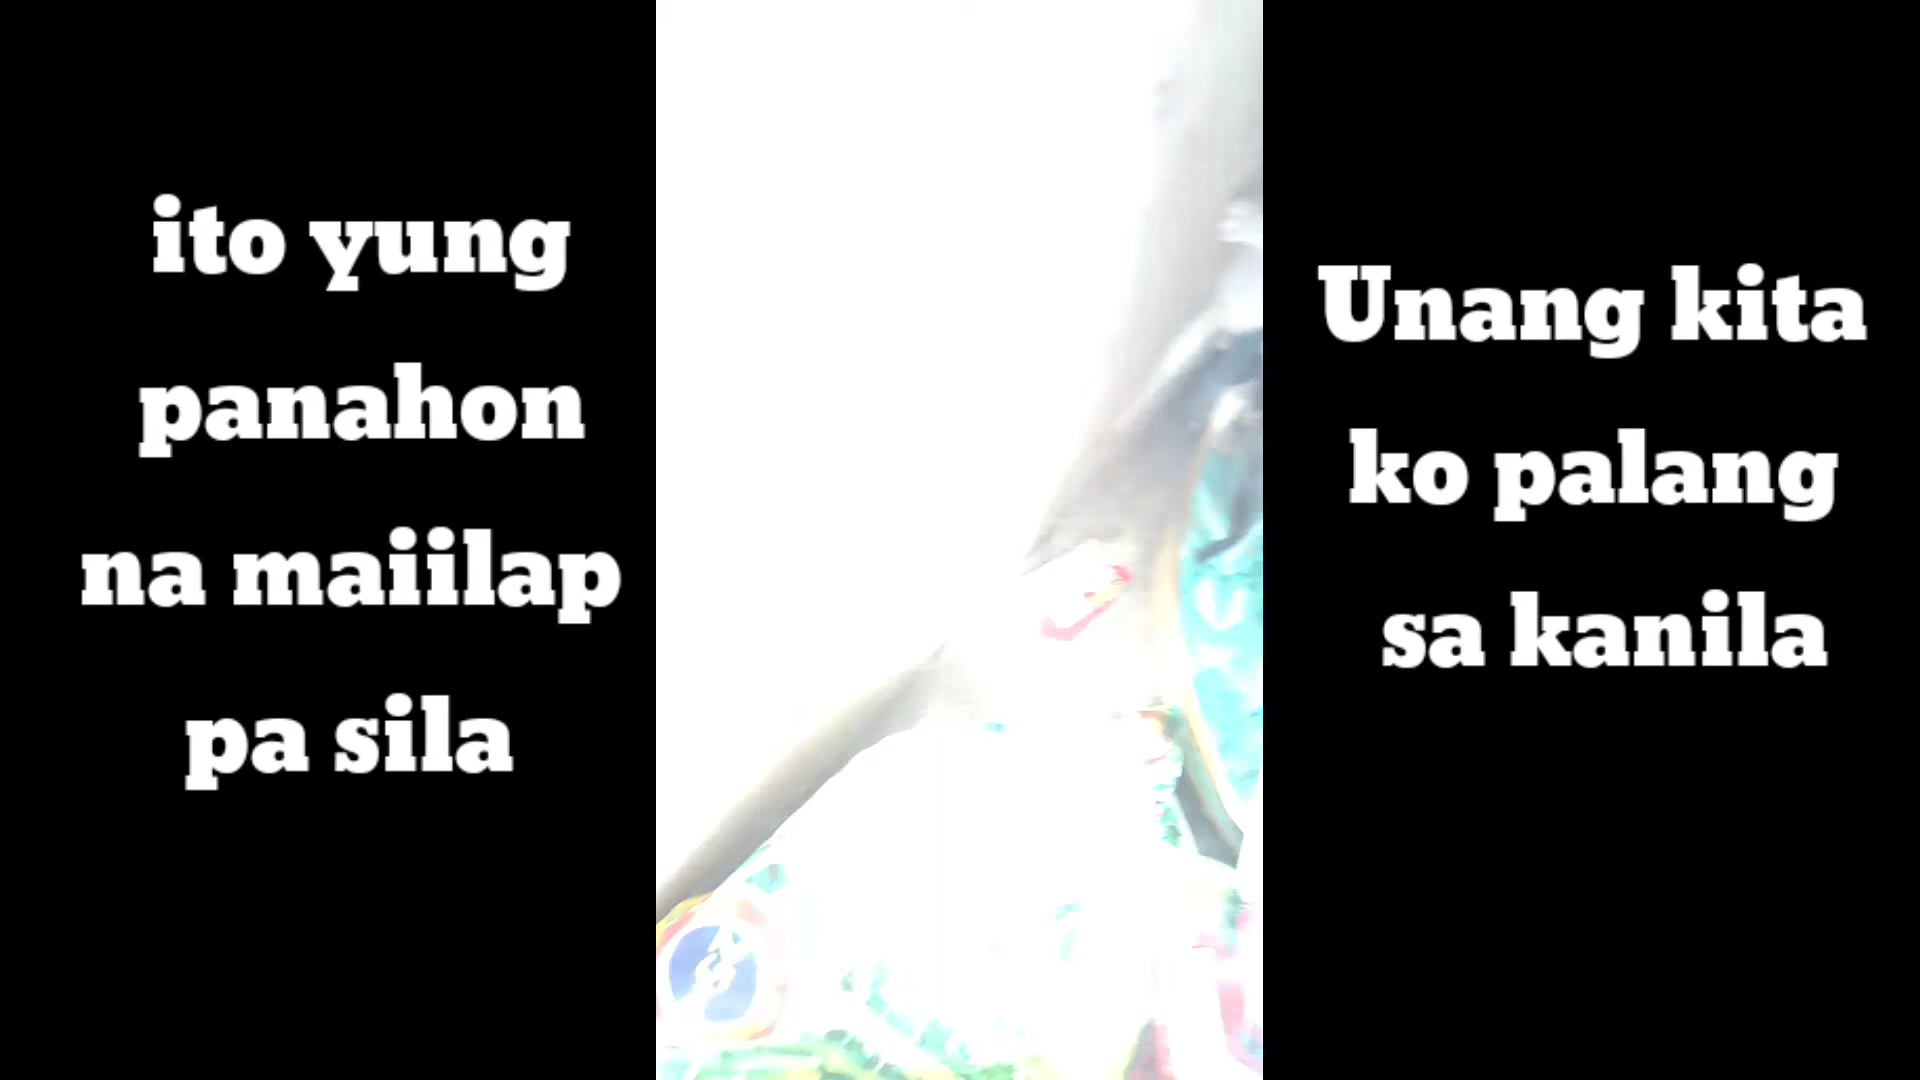 ito yung
panahon
na maiilap
pa sila
Unang kita
ko palang
sa kanila